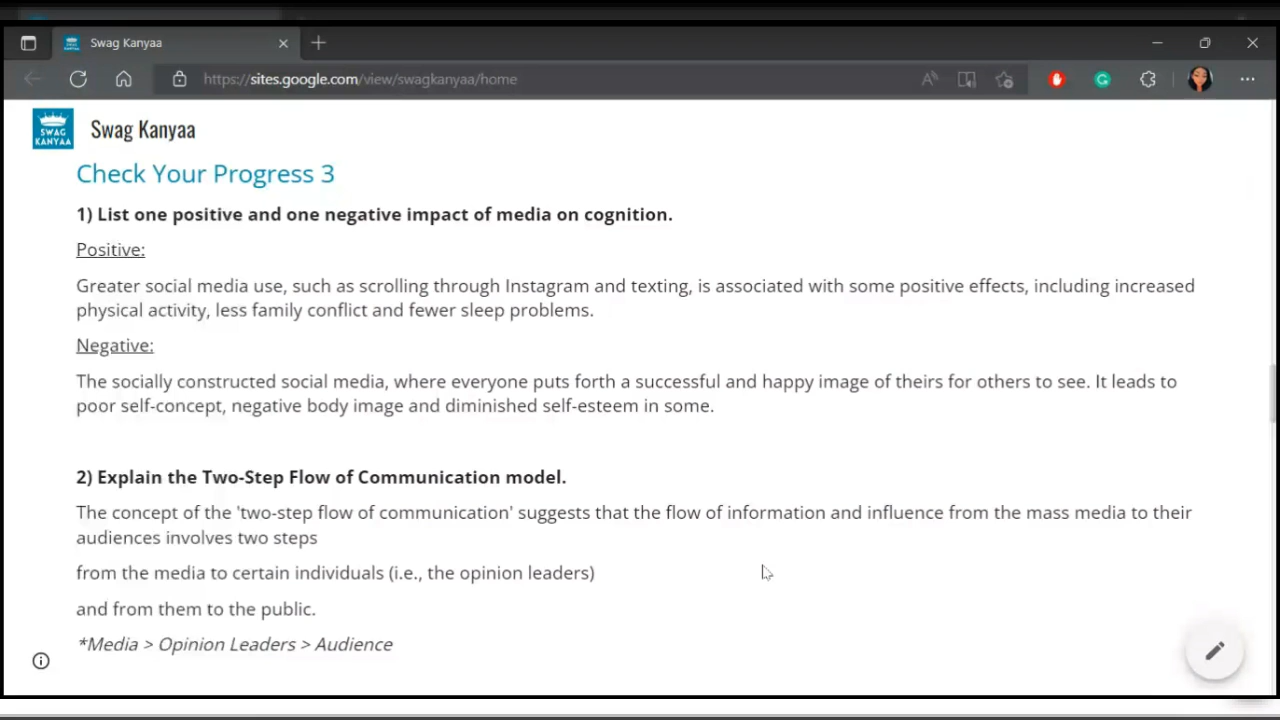 Swag Kanyaa
https://sites.google.com/view/swagkanyaa/home
SWAG
KANYAA
Swag Kanyaa
Check Your Progress 3
1) List one positive and one negative impact of media on cognition.
Positive:
Greater social media use, such as scrolling through Instagram and texting, is associated with some positive effects, including increased
physical activity, less family conflict and fewer sleep problems.
Negative:
The socially constructed social media, where everyone puts forth a successful and happy image of theirs for others to see. It leads to
poor self-concept, negative body image and diminished self-esteem in some.
2) Explain the Two-Step Flow of Communication model.
The concept of the 'two-step flow of communication' suggests that the flow of information and influence from the mass media to their
audiences involves two steps
from the media to certain individuals (i.e., the opinion leaders)
and from them to the public.
*Media > Opinion Leaders > Audience